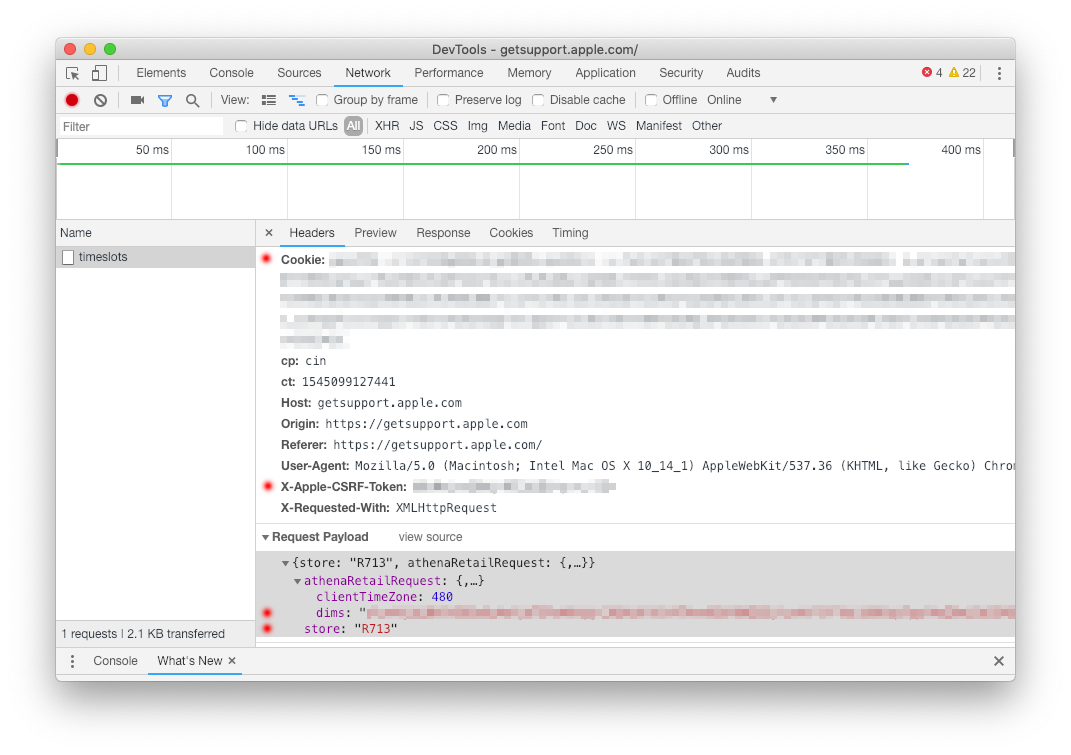 DevTools - getsupport.apple.com/
Elements Console Sources Network Performance Memory Application Security Audits 4 22
View: Group by frame Preserve log Disable cache Offline Online
Filter Hide data URLs All XHR JS CSS Img Media Font Doc WS Manifest Other
50 ms 100 ms 150 ms 200 ms 250 ms 300 ms 350 ms 400 ms
Name
timeslots
1 requests | 2.1 KB transferred
× Headers Preview Response Cookies Timing
Cookie:
cp: cin
ct: 1545099127441
Host: getsupport.apple.com
Origin: https://getsupport.apple.com
Referer: https://getsupport.apple.com/
User-Agent: Mozilla/5.0 (Macintosh; Intel Mac OS X 10_14_1) AppleWebKit/537.36 (KHTML, like Gecko) Chro
X-Apple-CSRF-Token:
X-Requested-With: XMLHttpRequest
Request Payload view source
{store: "R713", athenaRetailRequest: {,…}}
athenaRetailRequest: {,…}
clientTimeZone: 480
dims: "
store: "R713"
Console What's New ×